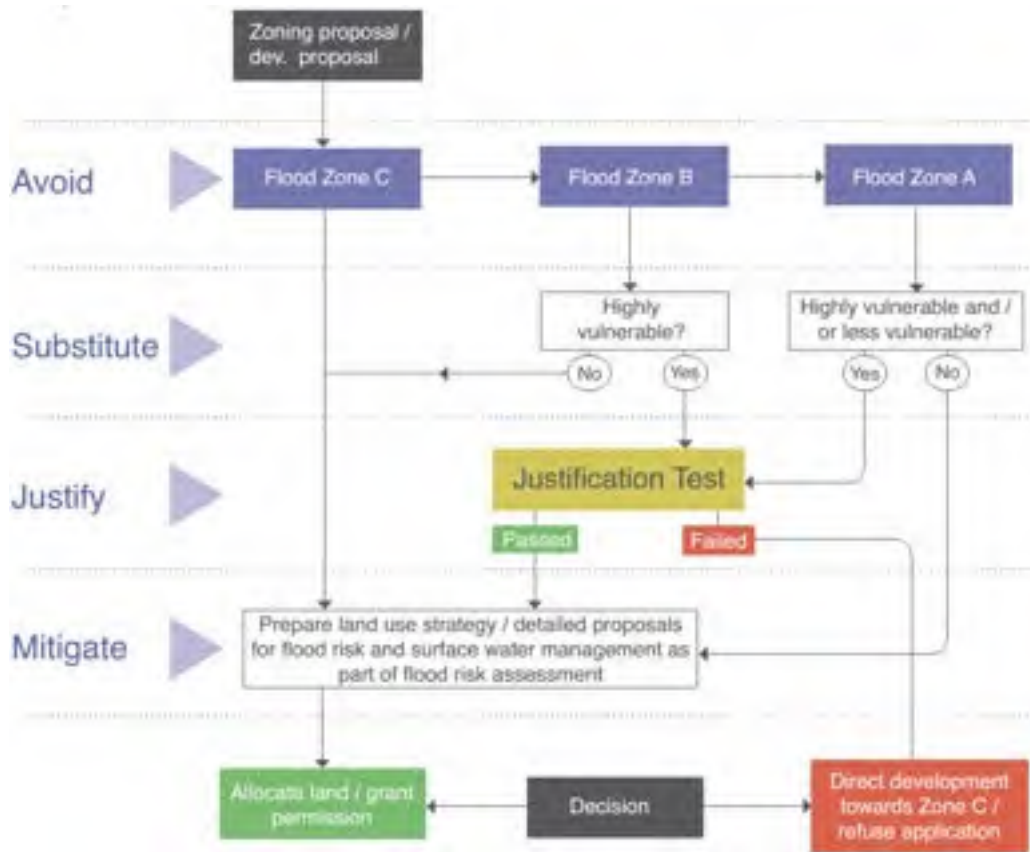 Zoning proposal /
dev. proposal
Avoid
Flood Zone C
Flood Zone B
Flood Zone A
Substitute
Highly
vulnerable?
Highly vulnerable and /
or less vulnerable?
No
Yes
Yes
No
Justify
Justification Test
Passed
Failed
Mitigate
Prepare land use strategy / detailed proposals
for flood risk and surface water management as
part of flood risk assessment
Allocate land / grant
permission
Decision
Direct development
towards Zone C /
refuse application